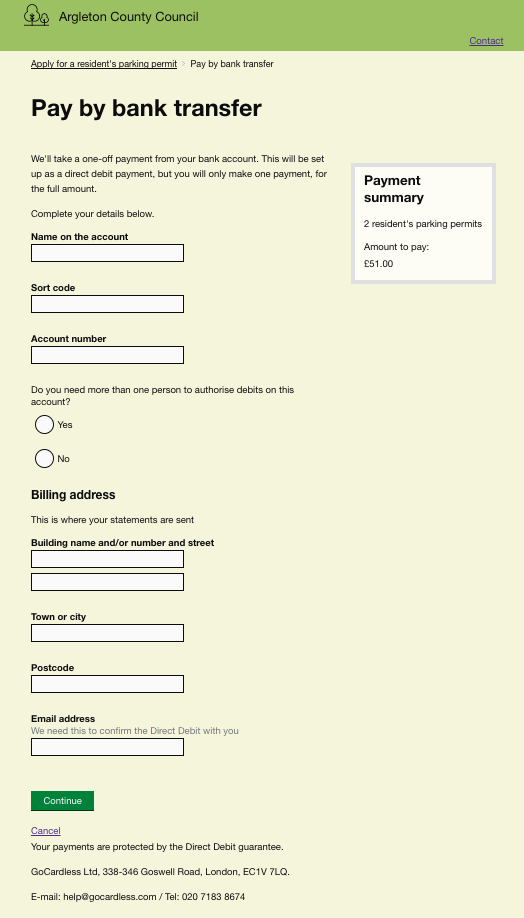 Argleton County Council
Contact
Apply for a resident's parking permit > Pay by bank transfer
Pay by bank transfer
We'll take a one-off payment from your bank account. This will be set
up as a direct debit payment, but you will only make one payment, for
the full amount.
Payment
summary
2 resident's parking permits
Amount to pay:
£51.00
Complete your details below.
Name on the account
Sort code
Account number
Do you need more than one person to authorise debits on this
account?
Yes
No
Billing address
This is where your statements are sent
Building name and/or number and street
Town or city
Postcode
Email address
We need this to confirm the Direct Debit with you
Continue
Cancel
Your payments are protected by the Direct Debit guarantee.
GoCardless Ltd, 338-346 Goswell Road, London, EC1V 7LQ.
E-mail: help@gocardless.com / Tel: 020 7183 8674